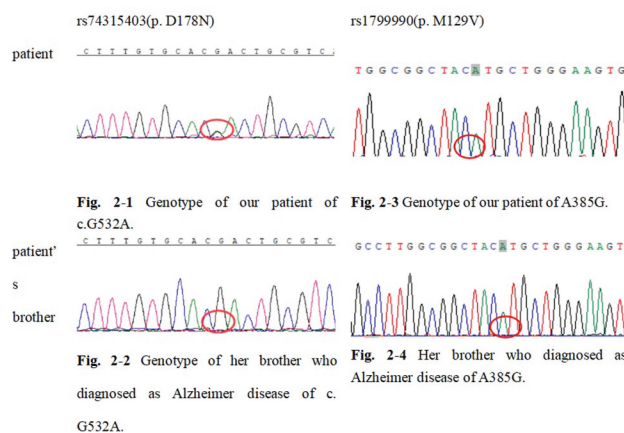 rs74315403(p. D178N)
rs1799990(p. M129V)
patient
C T T T G T G C A C G A C T G C G T C
T G G C G G C T A C A T G C T G G G A A G T G
Fig. 2-1 Genotype of our patient of
c.G532A.
Fig. 2-3 Genotype of our patient of A385G.
patient'
s
brother
C T T T G T G C A C G A C T G C G T C
G C C T T G G C G G C T A C A T G C T G G G A A G T
Fig. 2-2 Genotype of her brother who
diagnosed as Alzheimer disease of c.
G532A.
Fig. 2-4 Her brother who diagnosed as
Alzheimer disease of A385G.